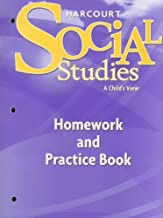 HARCOURT
SOCIAL
Studies
A Child's View
Homework
and
Practice Book